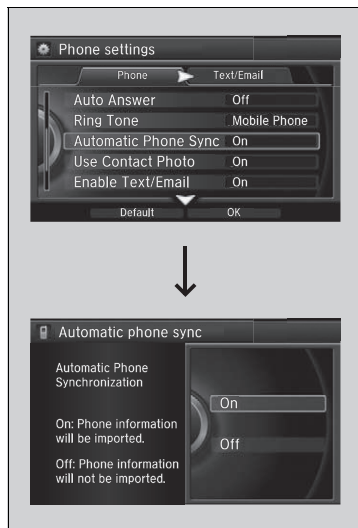 Phone settings
Phone Text/Email
Auto Answer Off
Ring Tone Mobile Phone
Automatic Phone Sync On
Use Contact Photo On
Enable Text/Email On
Default OK
Automatic phone sync
Automatic Phone
Synchronization
On: Phone information
will be imported.
Off: Phone information
will not be imported.
On
Off